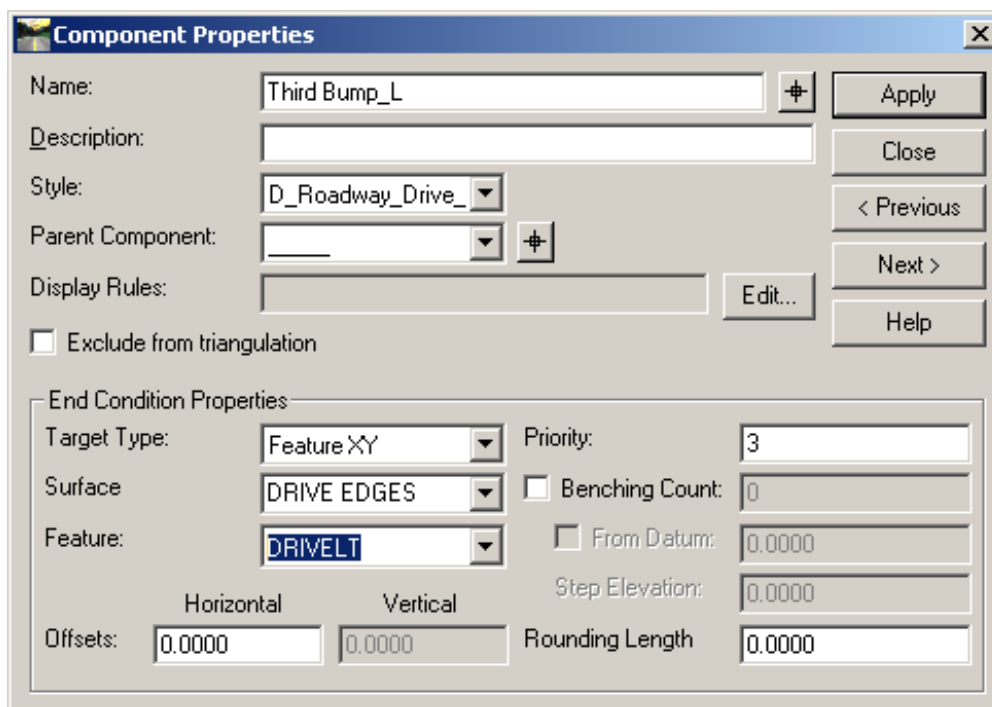 Component Properties
Name: Third Bump_L Apply
Description: Close
Style: D_Roadway_Drive_ < Previous
Parent Component: _____ Next >
Display Rules: Edit...
Help
Exclude from triangulation
End Condition Properties
Target Type: Feature XY Priority: 3
Surface DRIVE EDGES Benching Count: 0
Feature: DRIVELT From Datum: 0.0000
Step Elevation: 0.0000
Horizontal Vertical
Offsets: 0.0000 0.0000 Rounding Length 0.0000